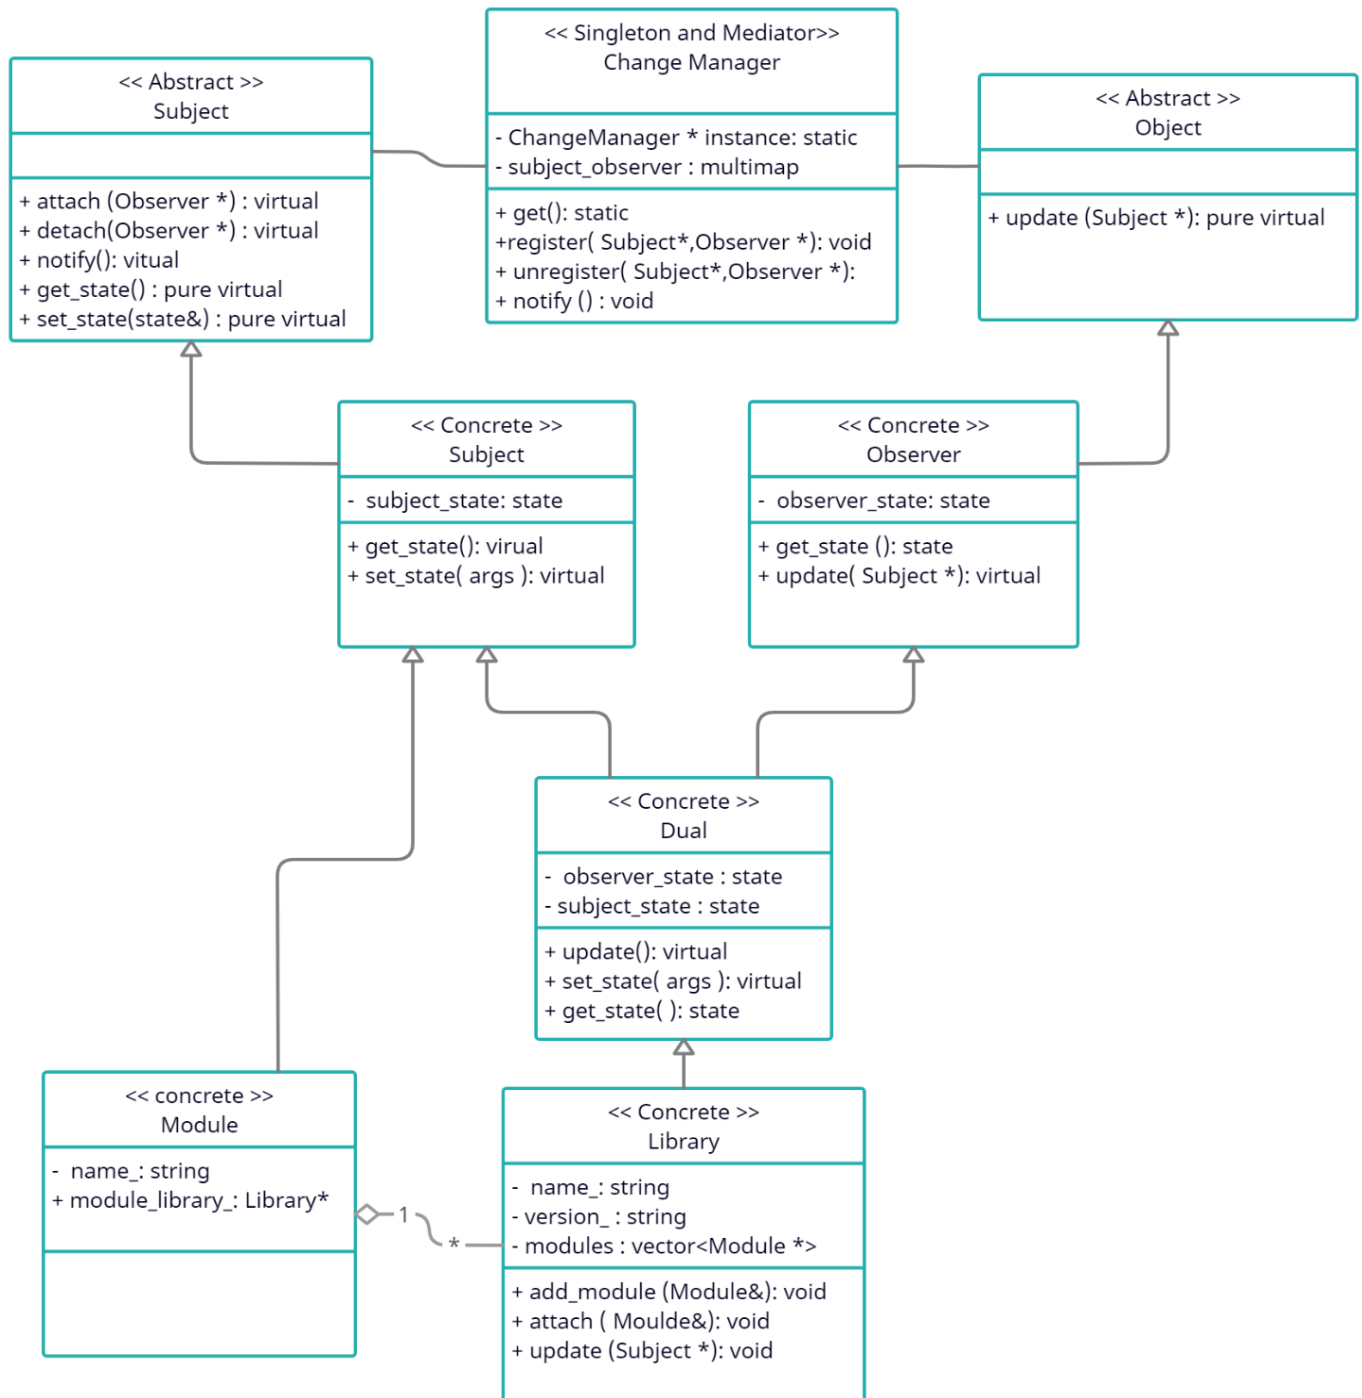 << Abstract >>
Subject
+ attach (Observer *) : virtual
+ detach(Observer *) : virtual
+ notify(): vitual
+ get_state() : pure virtual
+ set_state(state&) : pure virtual
<< Singleton and Mediator>>
Change Manager
- ChangeManager * instance: static
- subject_observer : multimap
+ get(): static
+register( Subject*,Observer *): void
+ unregister( Subject*,Observer *):
+ notify () : void
<< Abstract >>
Object
+ update (Subject *): pure virtual
<< Concrete >>
Subject
- subject_state: state
+ get_state(): virual
+ set_state( args ): virtual
<< Concrete >>
Observer
- observer_state: state
+ get_state (): state
+ update( Subject *): virtual
<< Concrete >>
Dual
- observer_state : state
- subject_state : state
+ update(): virtual
+ set_state( args ): virtual
+ get_state( ): state
<< concrete >>
Module
- name_: string
+ module_library_: Library*
1
*
<< Concrete >>
Library
- name_: string
- version_ : string
- modules : vector<Module *>
+ add_module (Module&): void
+ attach ( Moulde&): void
+ update (Subject *): void